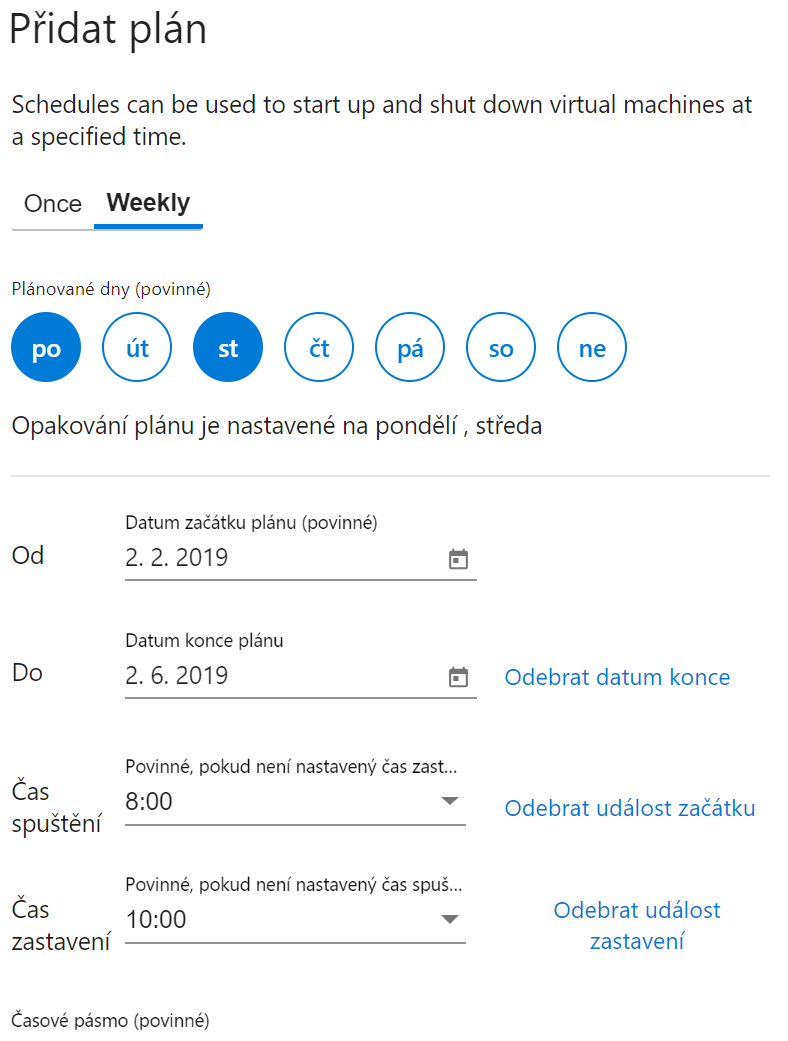 Přidat plán
Schedules can be used to start up and shut down virtual machines at
a specified time.
Once Weekly
Plánované dny (povinné)
po út st čt pá so ne
Opakování plánu je nastavené na pondělí , středa
Datum začátku plánu (povinné)
Od 2. 2. 2019
Datum konce plánu
Do 2. 6. 2019 Odebrat datum konce
Povinné, pokud není nastavený čas zast...
Čas
spuštění
8:00
Odebrat událost začátku
Povinné, pokud není nastavený čas spuš...
Čas
zastavení
10:00
Odebrat událost
zastavení
Časové pásmo (povinné)